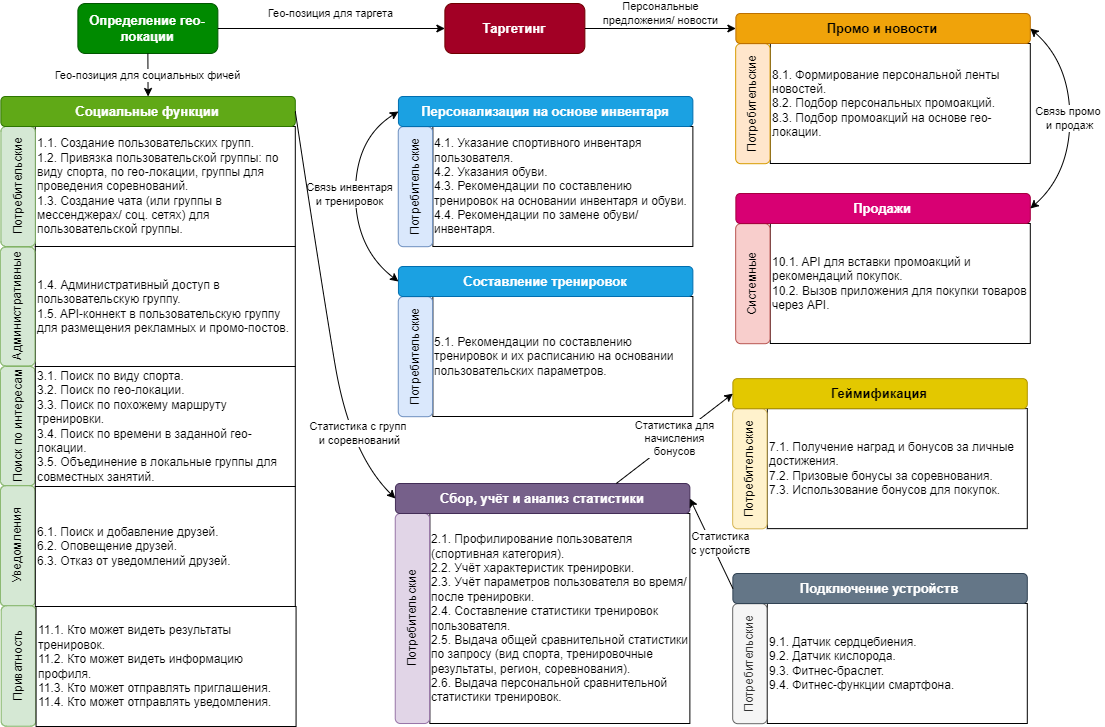 Определение гео-
локации
Гео-позиция для таргета
Таргетинг
Персональные
предложения/ новости
Промо и новости
Потребительские
8.1. Формирование персональной ленты
новостей.
8.2. Подбор персональных промоакций.
8.3. Подбор промоакций на основе гео-
локации.
Связь промо
и продаж
Продажи
Системные
10.1. API для вставки промоакций и
рекомендаций покупок.
10.2. Вызов приложения для покупки товаров
через API.
Гео-позиция для социальных фичей
Социальные функции
Потребительские
1.1. Создание пользовательских групп.
1.2. Привязка пользовательской группы: по
виду спорта, по гео-локации, группы для
проведения соревнований.
1.3. Создание чата (или группы в
мессенджерах/ соц. сетях) для
пользовательской группы.
Административные
1.4. Административный доступ в
пользовательскую группу.
1.5. API-коннект в пользовательскую группу
для размещения рекламных и промо-постов.
Поиск по интересам
3.1. Поиск по виду спорта.
3.2. Поиск по гео-локации.
3.3. Поиск по похожему маршруту
тренировки.
3.4. Поиск по времени в заданной гео-
локации.
3.5. Объединение в локальные группы для
совместных занятий.
Уведомления
6.1. Поиск и добавление друзей.
6.2. Оповещение друзей.
6.3. Отказ от уведомлений друзей.
Приватность
11.1. Кто может видеть результаты
тренировок.
11.2. Кто может видеть информацию
профиля.
11.3. Кто может отправлять приглашения.
11.4. Кто может отправлять уведомления.
Персонализация на основе инвентаря
Потребительские
4.1. Указание спортивного инвентаря
пользователя.
4.2. Указания обуви.
4.3. Рекомендации по составлению
тренировок на основании инвентаря и обуви.
4.4. Рекомендации по замене обуви/
инвентаря.
Связь инвентаря
и тренировок
Составление тренировок
Потребительские
5.1. Рекомендации по составлению
тренировок и их расписанию на основании
пользовательских параметров.
Статистика с групп
и соревнований
Статистика для
начисления
бонусов
Сбор, учёт и анализ статистики
Потребительские
2.1. Профилирование пользователя
(спортивная категория).
2.2. Учёт характеристик тренировки.
2.3. Учёт параметров пользователя во время/
после тренировки.
2.4. Составление статистики тренировок
пользователя.
2.5. Выдача общей сравнительной статистики
по запросу (вид спорта, тренировочные
результаты, регион, соревнования).
2.6. Выдача персональной сравнительной
статистики тренировок.
Геймификация
Потребительские
7.1. Получение наград и бонусов за личные
достижения.
7.2. Призовые бонусы за соревнования.
7.3. Использование бонусов для покупок.
Статистика
с устройств
Подключение устройств
Потребительские
9.1. Датчик сердцебиения.
9.2. Датчик кислорода.
9.3. Фитнес-браслет.
9.4. Фитнес-функции смартфона.